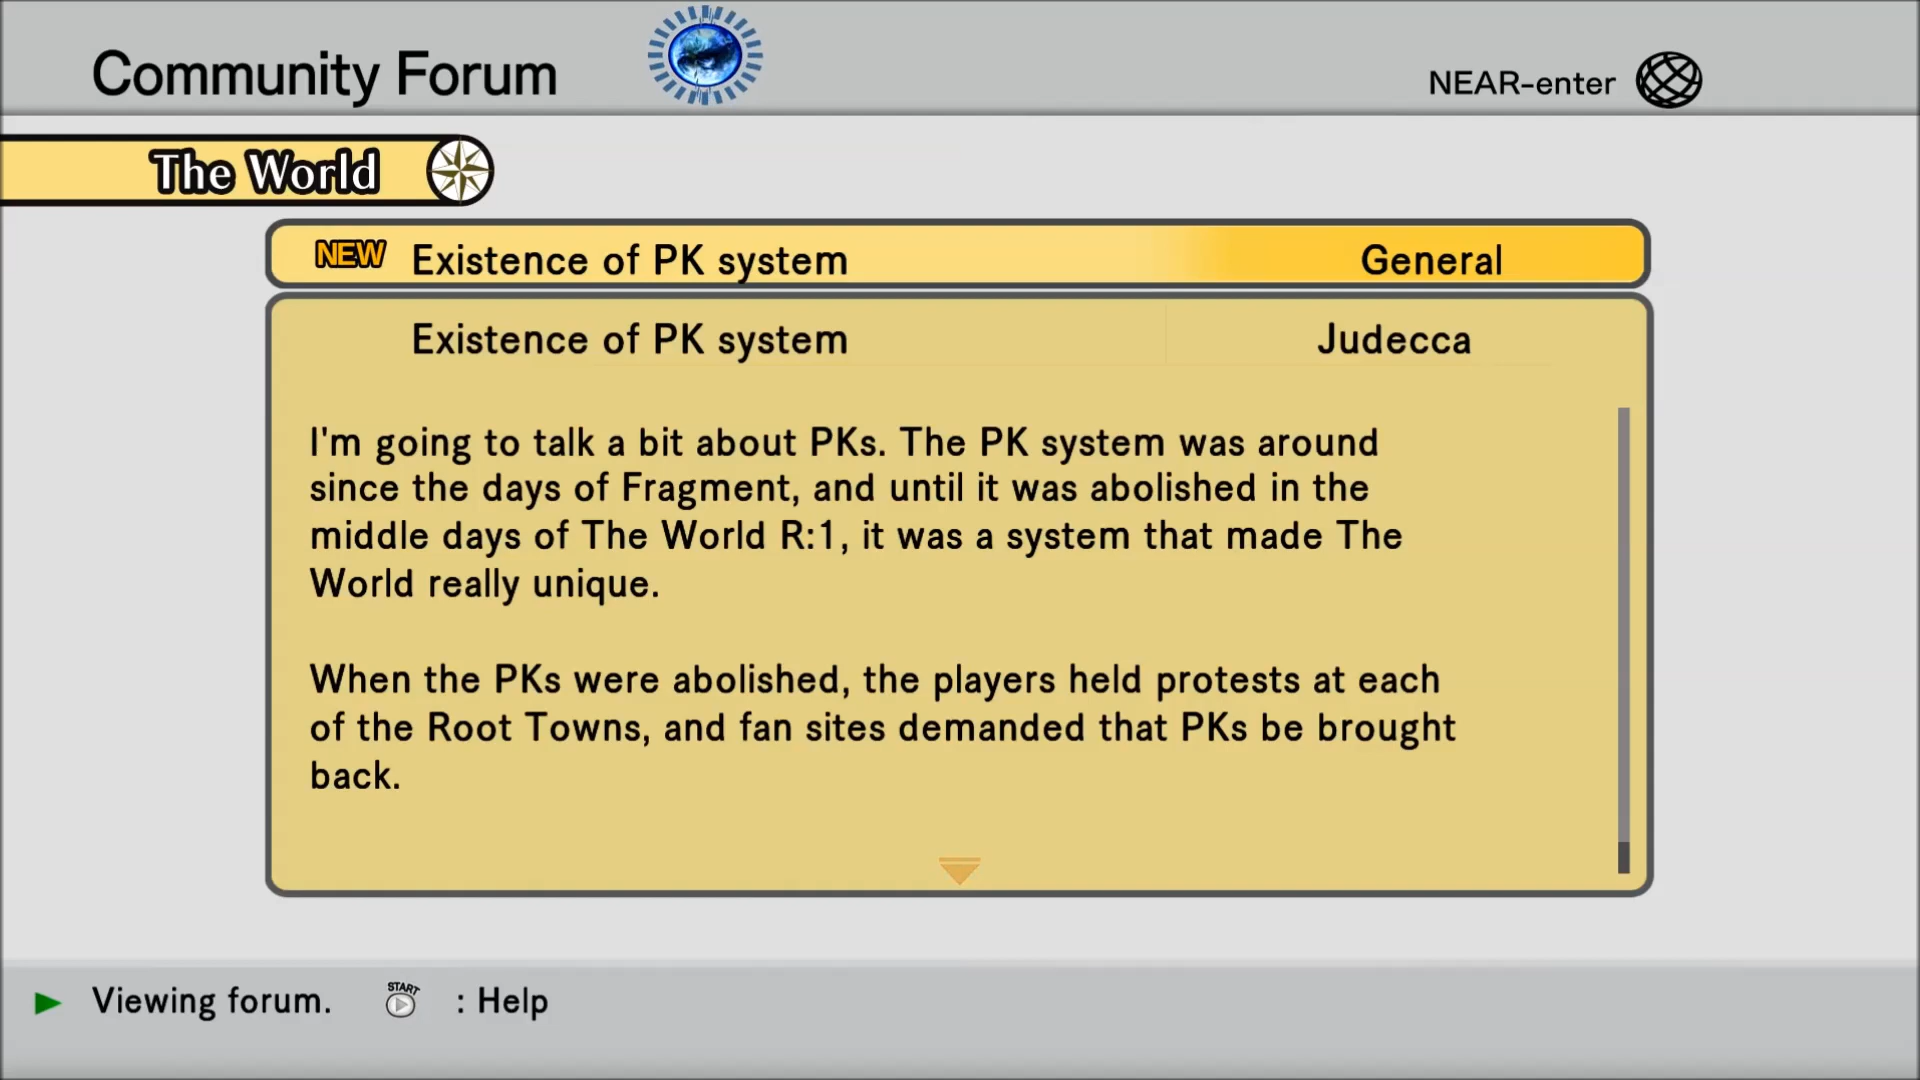 Community Forum
NEAR-enter
The World
NEW Existence of PK system General
Existence of PK system Judecca
I'm going to talk a bit about PKs. The PK system was around
since the days of Fragment, and until it was abolished in the
middle days of The World R:1, it was a system that made The
World really unique.
When the PKs were abolished, the players held protests at each
of the Root Towns, and fan sites demanded that PKs be brought
back.
Viewing forum. START : Help